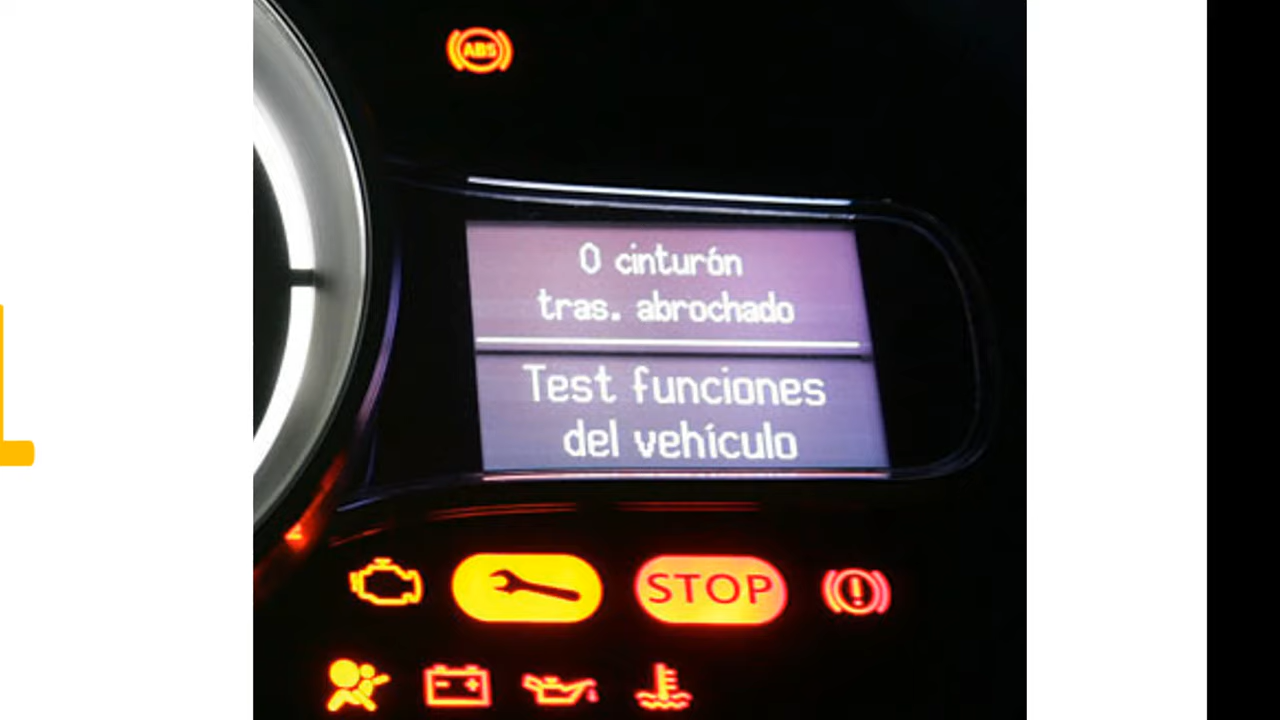 ABS
0 cinturón
tras. abrochado
Test funciones
del vehículo
STOP